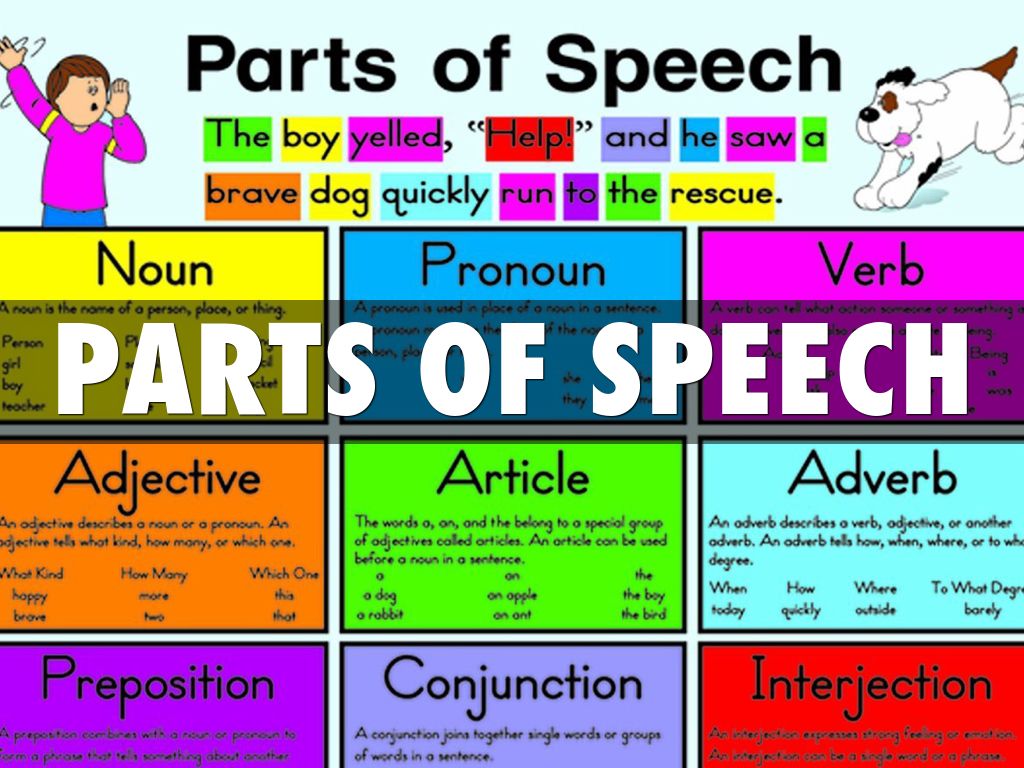 Parts of Speech
The boy yelled, “Help!” and he saw a
brave dog quickly run to the rescue.
Noun
Pronoun
Verb
A noun is the name of a person, place, or thing.
A pronoun is used in place of a noun in a sentence.
A verb can tell what action someone or something
Person
girl
boy
teacher
she
they
Being
was
PARTS OF SPEECH
Adjective
An adjective describes a noun or a pronoun. An
adjective tells what kind, how many, or which one.
What Kind How Many Which One
happy more this
brave two that
Article
The words a, an, and the belong to a special group
of adjectives called articles. An article can be used
before a noun in a sentence.
a an the
a dog an apple the boy
a rabbit an ant the bird
Adverb
An adverb describes a verb, adjective, or another
adverb. An adverb tells how, when, where, or to
degree.
When How Where To What
today quickly outside barely
Preposition
A preposition combines with a noun or pronoun to
form a phrase that tells something about another
Conjunction
A conjunction joins together single words or groups
of words in a sentence.
Interjection
An interjection expresses strong feeling or emotion.
An interjection can be a single word or a phrase.